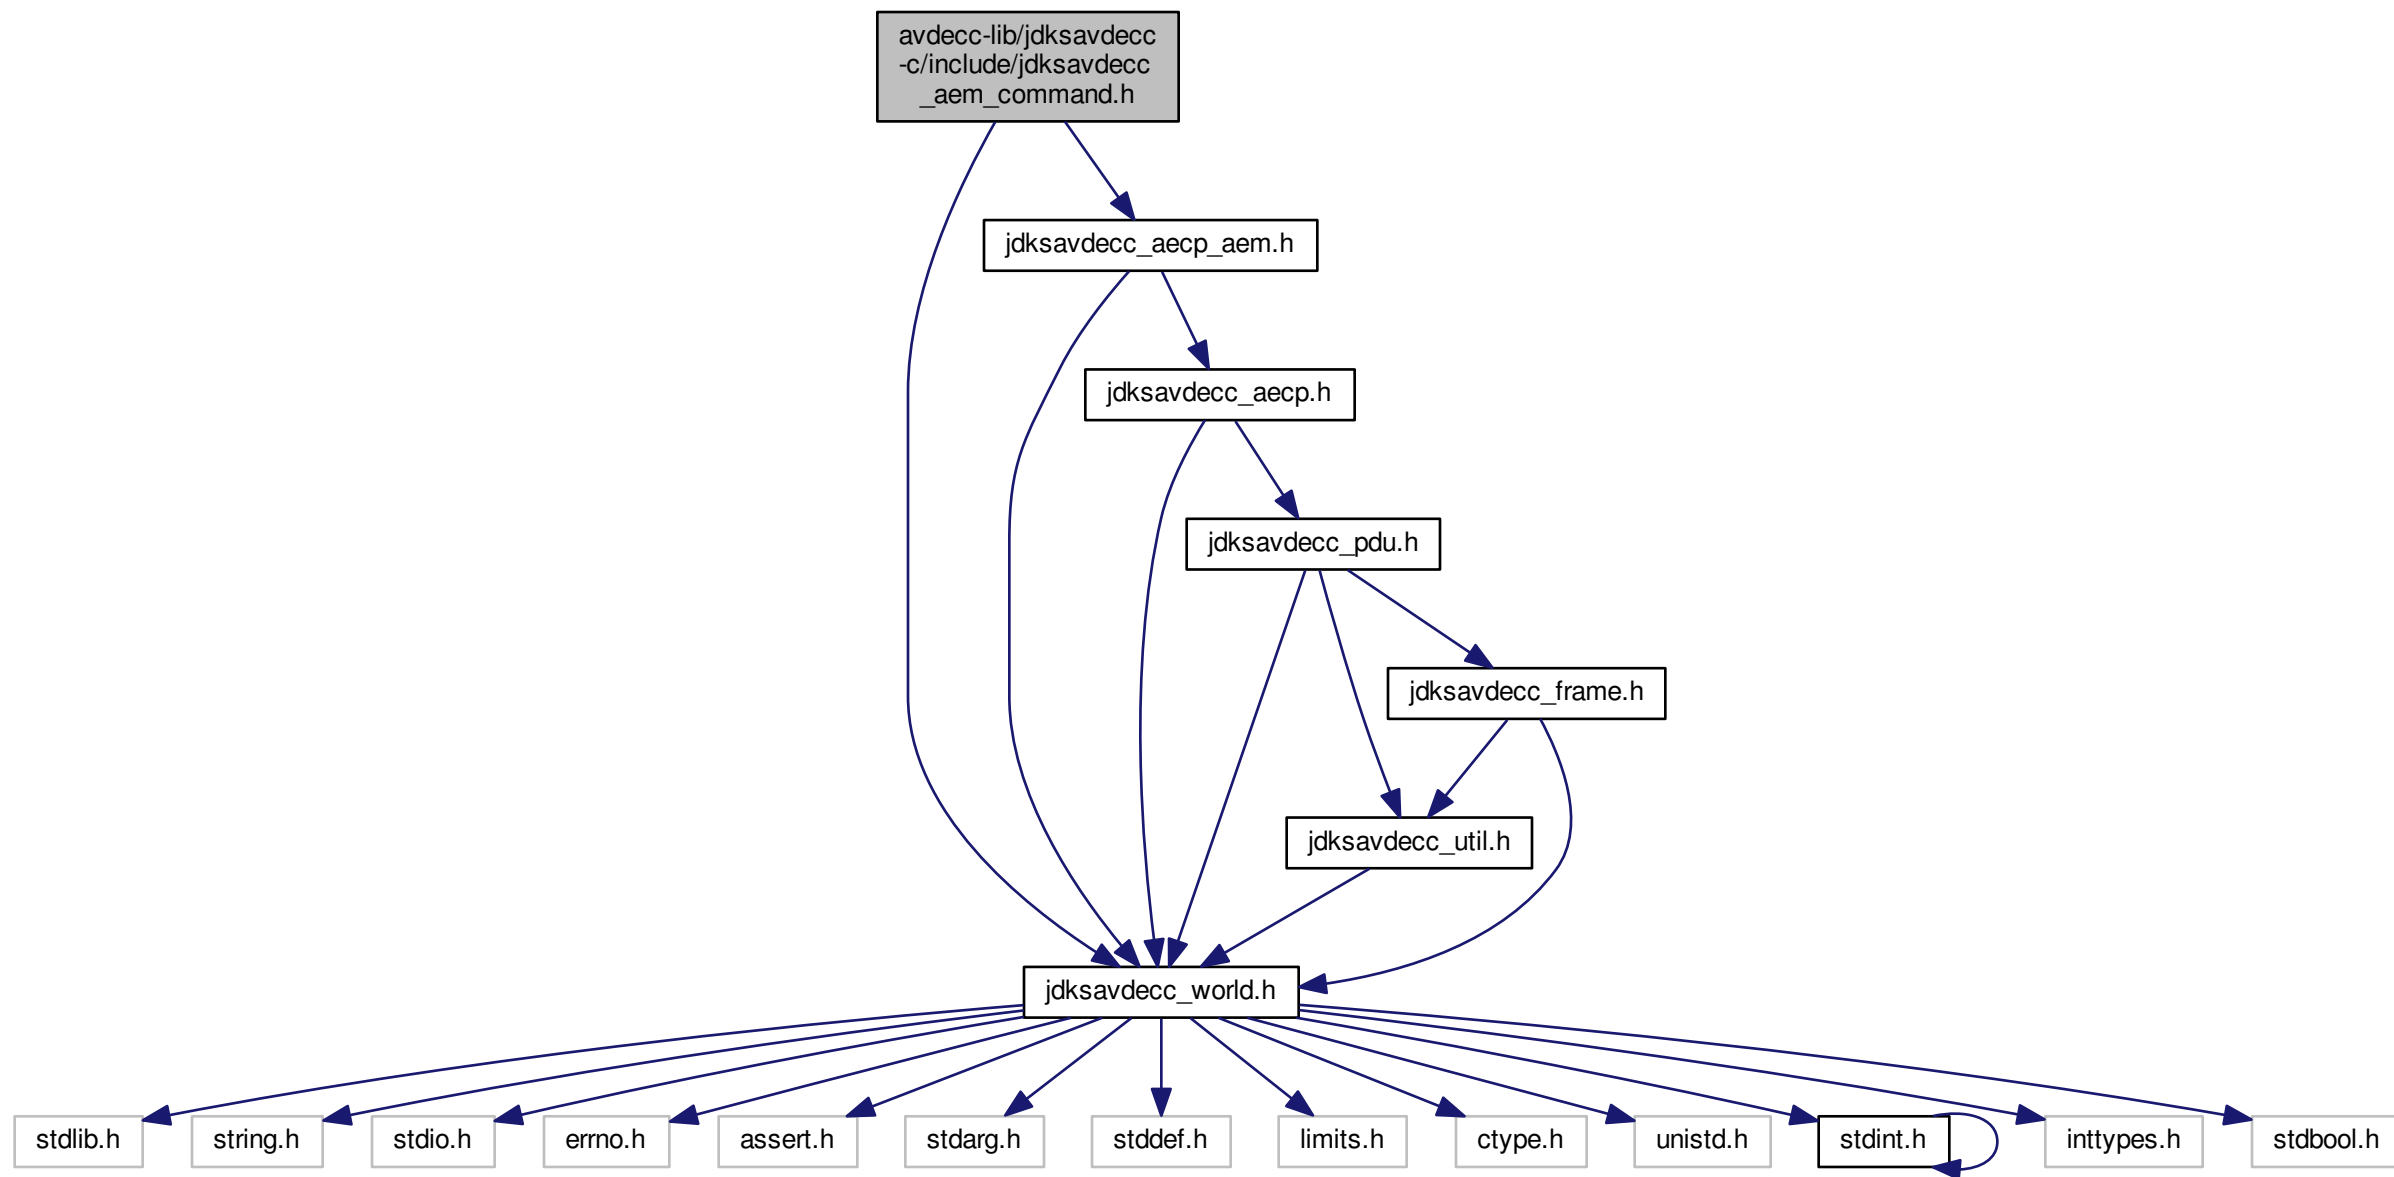 avdecc-lib/jdksavdecc
-c/include/jdksavdecc
_aem_command.h
jdksavdecc_aecp_aem.h
jdksavdecc_aecp.h
jdksavdecc_pdu.h
jdksavdecc_frame.h
jdksavdecc_util.h
jdksavdecc_world.h
stdlib.h
string.h
stdio.h
errno.h
assert.h
stdarg.h
stddef.h
limits.h
ctype.h
unistd.h
stdint.h
inttypes.h
stdbool.h